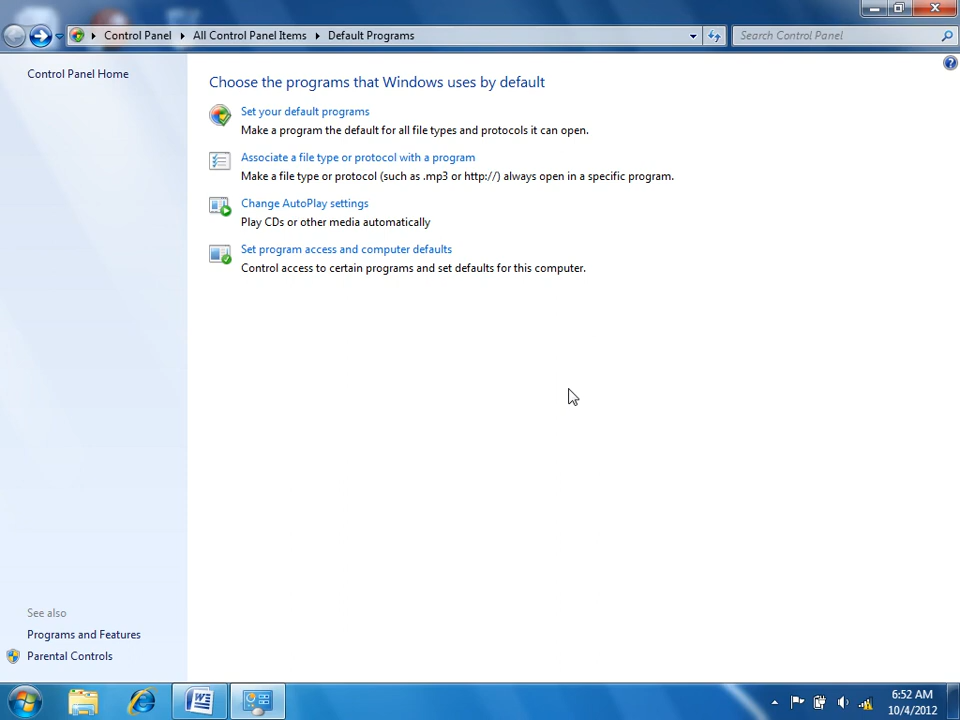 Control Panel
All Control Panel Items
Default Programs
Search Control Panel
Control Panel Home
Choose the programs that Windows uses by default
Set your default programs
Make a program the default for all file types and protocols it can open.
Associate a file type or protocol with a program
Make a file type or protocol (such as .mp3 or http://) always open in a specific program.
Change AutoPlay settings
Play CDs or other media automatically
Set program access and computer defaults
Control access to certain programs and set defaults for this computer.
See also
Programs and Features
Parental Controls
6:52 AM
10/4/2012